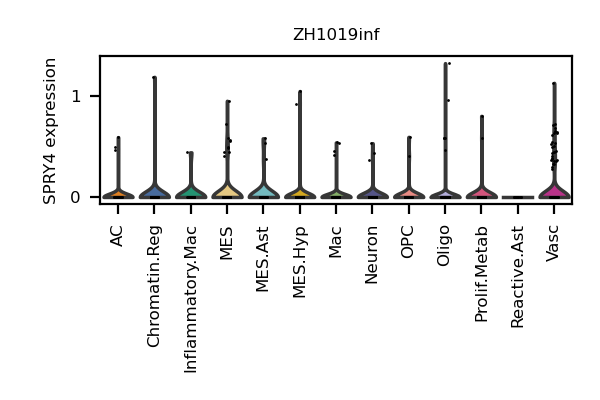 ZH1019inf
SPRY4 expression
1
0
AC
Chromatin.Reg
Inflammatory.Mac
MES
MES.Ast
MES.Hyp
Mac
Neuron
OPC
Oligo
Prolif.Metab
Reactive.Ast
Vasc